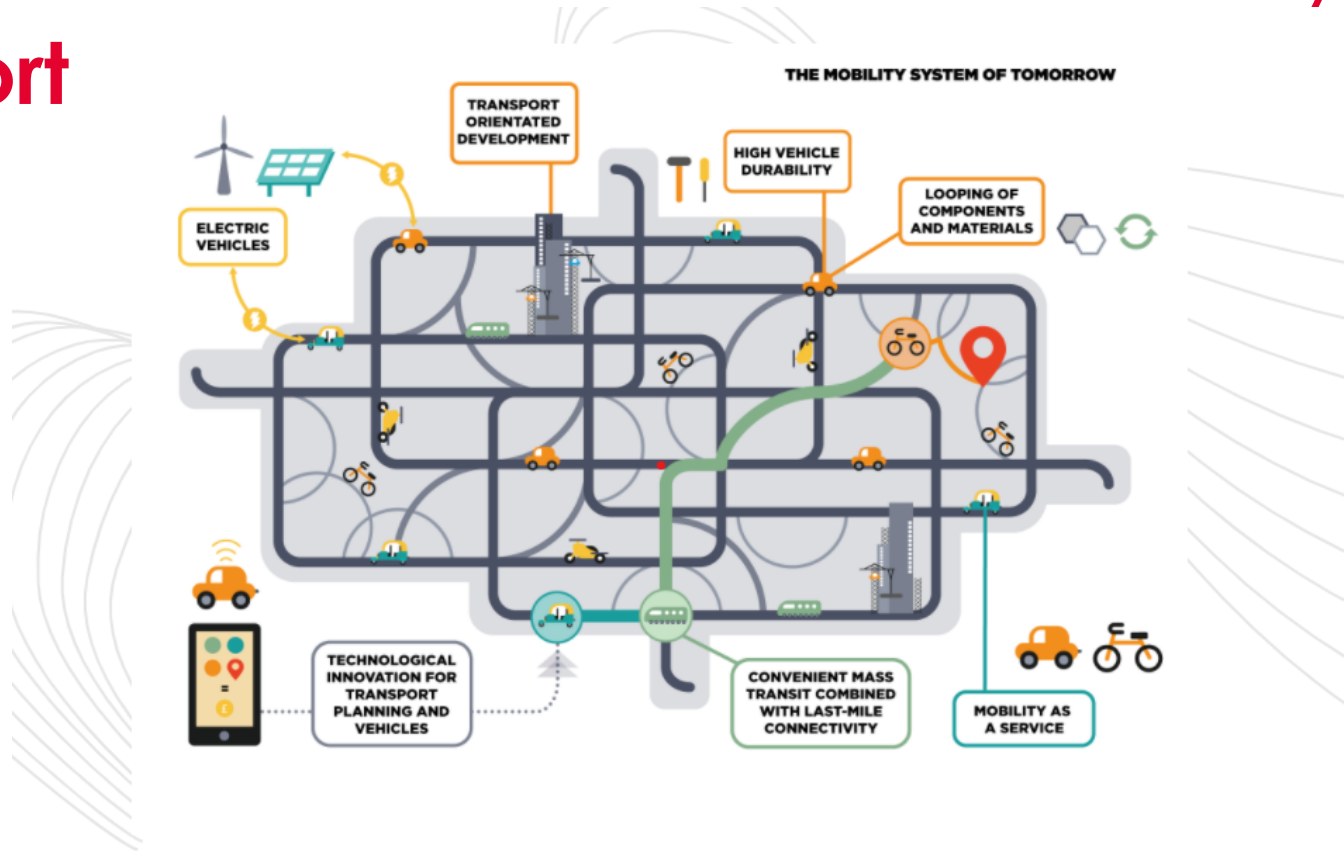 ort
THE MOBILITY SYSTEM OF TOMORROW
TRANSPORT
ORIENTATED
DEVELOPMENT
HIGH VEHICLE
DURABILITY
LOOPING OF
COMPONENTS
AND MATERIALS
ELECTRIC
VEHICLES
=
£
TECHNOLOGICAL
INNOVATION FOR
TRANSPORT
PLANNING AND
VEHICLES
CONVENIENT MASS
TRANSIT COMBINED
WITH LAST-MILE
CONNECTIVITY
MOBILITY AS
A SERVICE